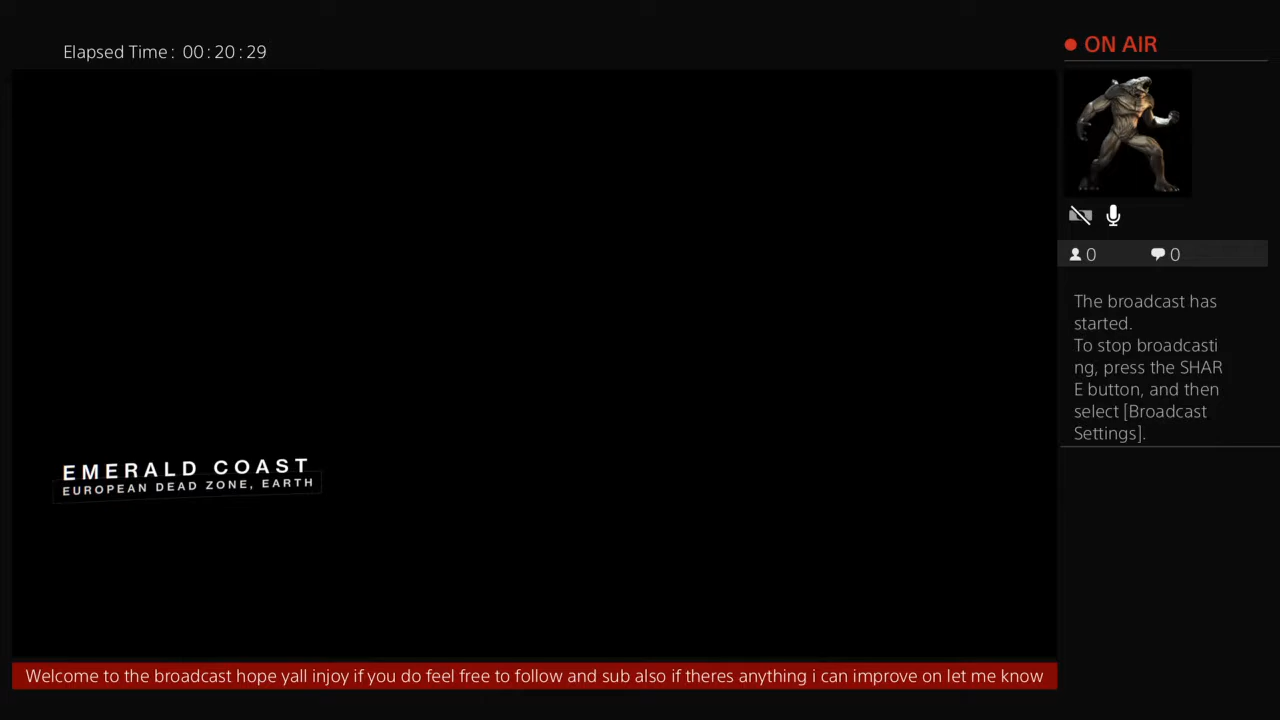 Elapsed Time: 00:20:29
ON AIR
0 0
The broadcast has
started.
To stop broadcasti
ng, press the SHAR
E button, and then
select [Broadcast
Settings].
EMERALD COAST
EUROPEAN DEAD ZONE, EARTH
Welcome to the broadcast hope yall injoy if you do feel free to follow and sub also if theres anything i can improve on let me know